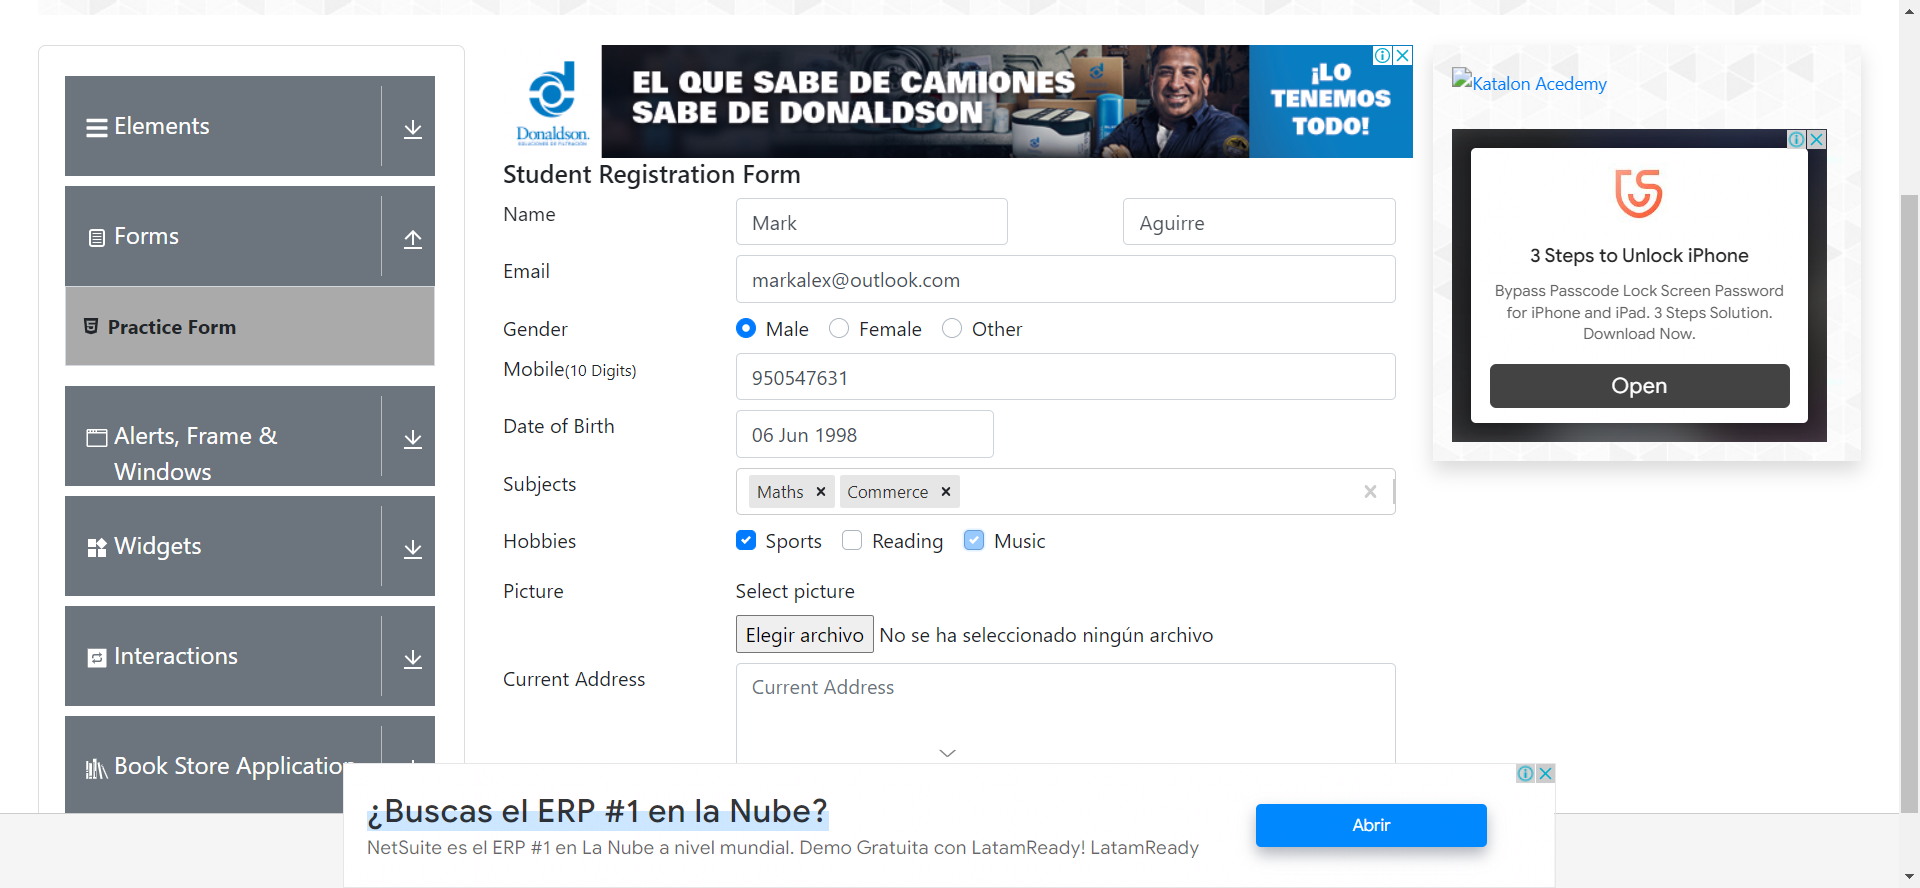 Elements
Forms
Practice Form
Alerts, Frame &
Windows
Widgets
Interactions
Book Store Application
Donaldson.
SOLUCIONES DE FILTRACIÓN
EL QUE SABE DE CAMIONES
SABE DE DONALDSON
¡LO
TENEMOS
TODO!
Student Registration Form
Name
Mark
Aguirre
Email
markalex@outlook.com
Gender
Male
Female
Other
Mobile(10 Digits)
950547631
Date of Birth
06 Jun 1998
Subjects
Maths
Commerce
Hobbies
Sports
Reading
Music
Picture
Select picture
Elegir archivo No se ha seleccionado ningún archivo
Current Address
Current Address
Katalon Acedemy
3 Steps to Unlock iPhone
Bypass Passcode Lock Screen Password
for iPhone and iPad. 3 Steps Solution.
Download Now.
Open
¿Buscas el ERP #1 en la Nube?
NetSuite es el ERP #1 en La Nube a nivel mundial. Demo Gratuita con LatamReady! LatamReady
Abrir